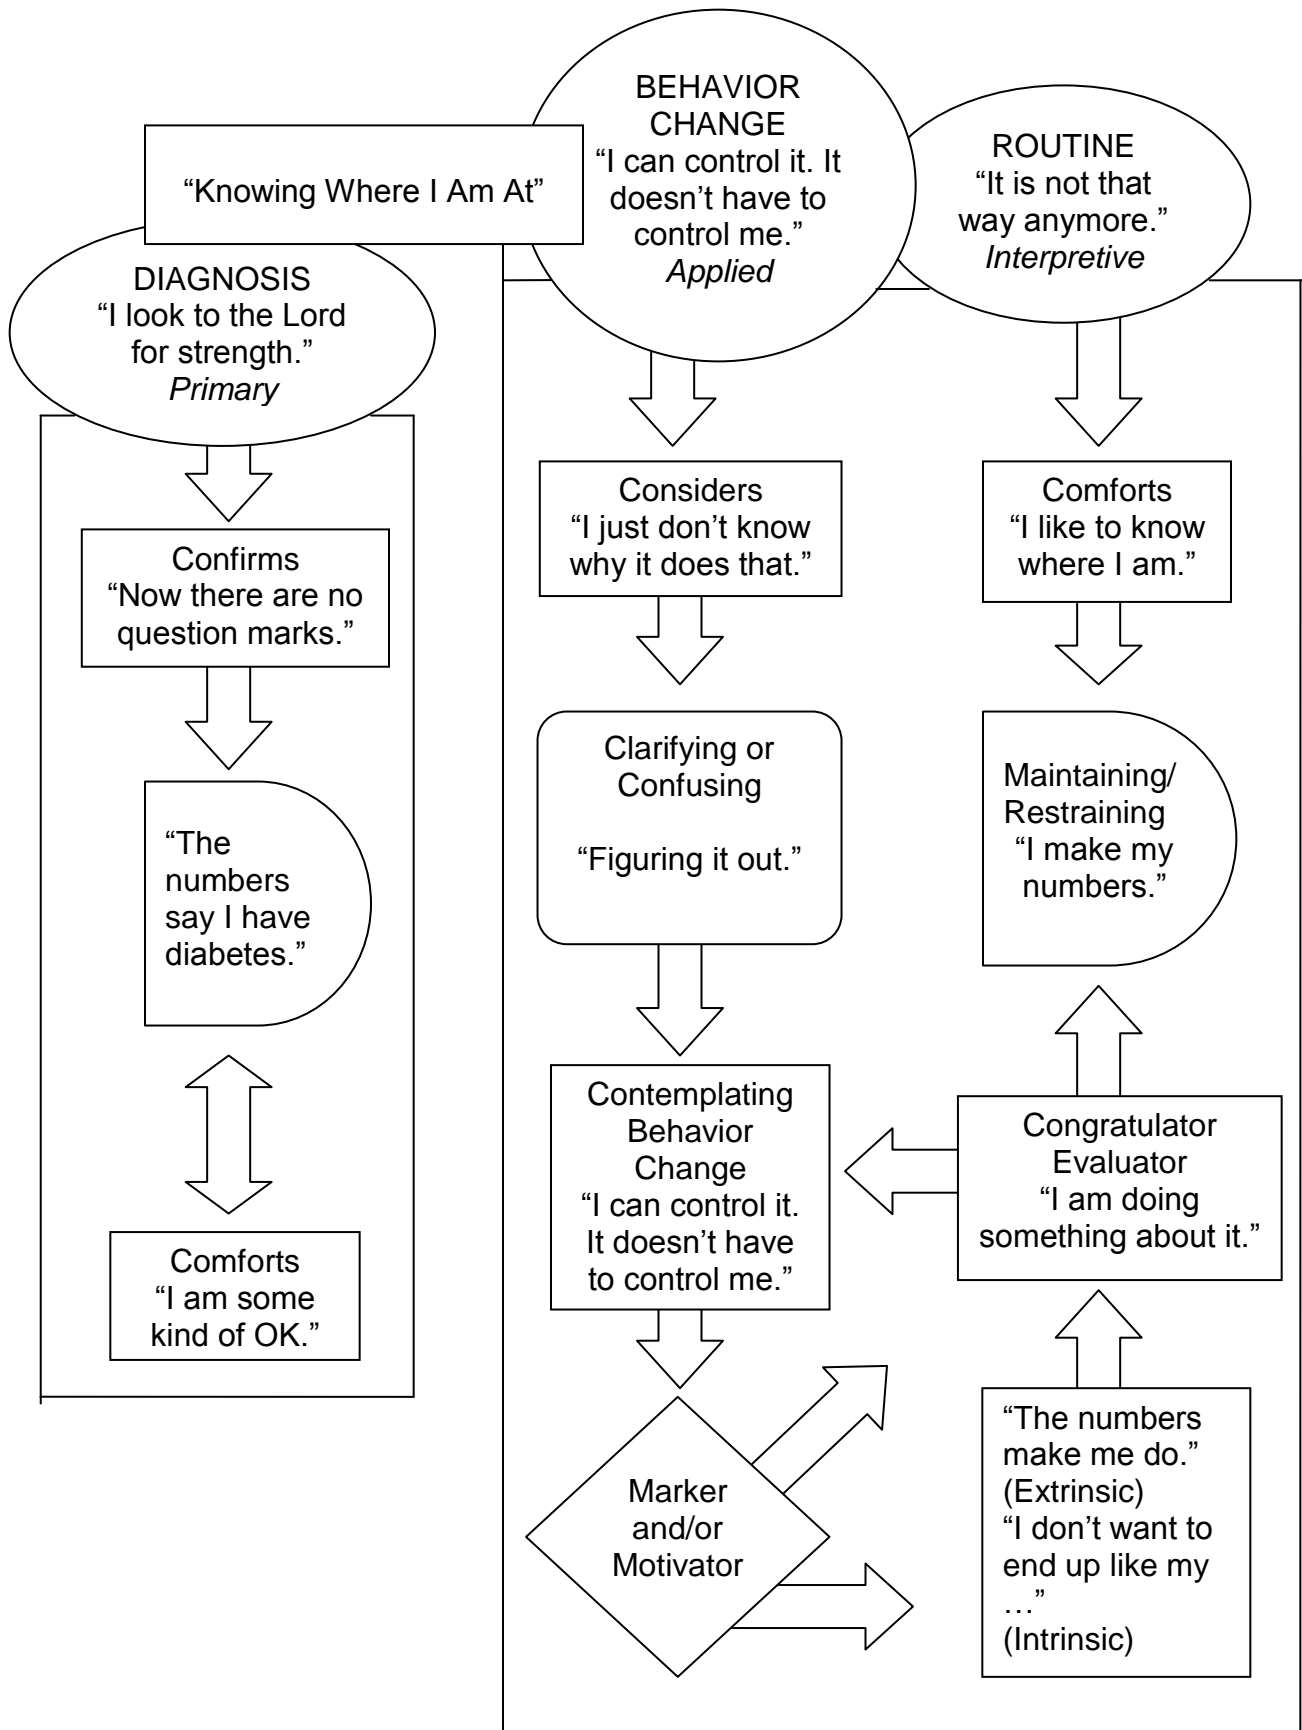 “Knowing Where I Am At”
DIAGNOSIS
“I look to the Lord
for strength.”
Primary
Confirms
“Now there are no
question marks.”
“The
numbers
say I have
diabetes.”
Comforts
“I am some
kind of OK.”
BEHAVIOR
CHANGE
“I can control it. It
doesn’t have to
control me.”
Applied
Considers
“I just don’t know
why it does that.”
Clarifying or
Confusing
“Figuring it out.”
Contemplating
Behavior
Change
“I can control it.
It doesn’t have
to control me.”
Marker
and/or
Motivator
ROUTINE
“It is not that
way anymore.”
Interpretive
Comforts
“I like to know
where I am.”
Maintaining/
Restraining
“I make my
numbers.”
Congratulator
Evaluator
“I am doing
something about it.”
“The numbers
make me do.”
(Extrinsic)
“I don’t want to
end up like my
…”
(Intrinsic)